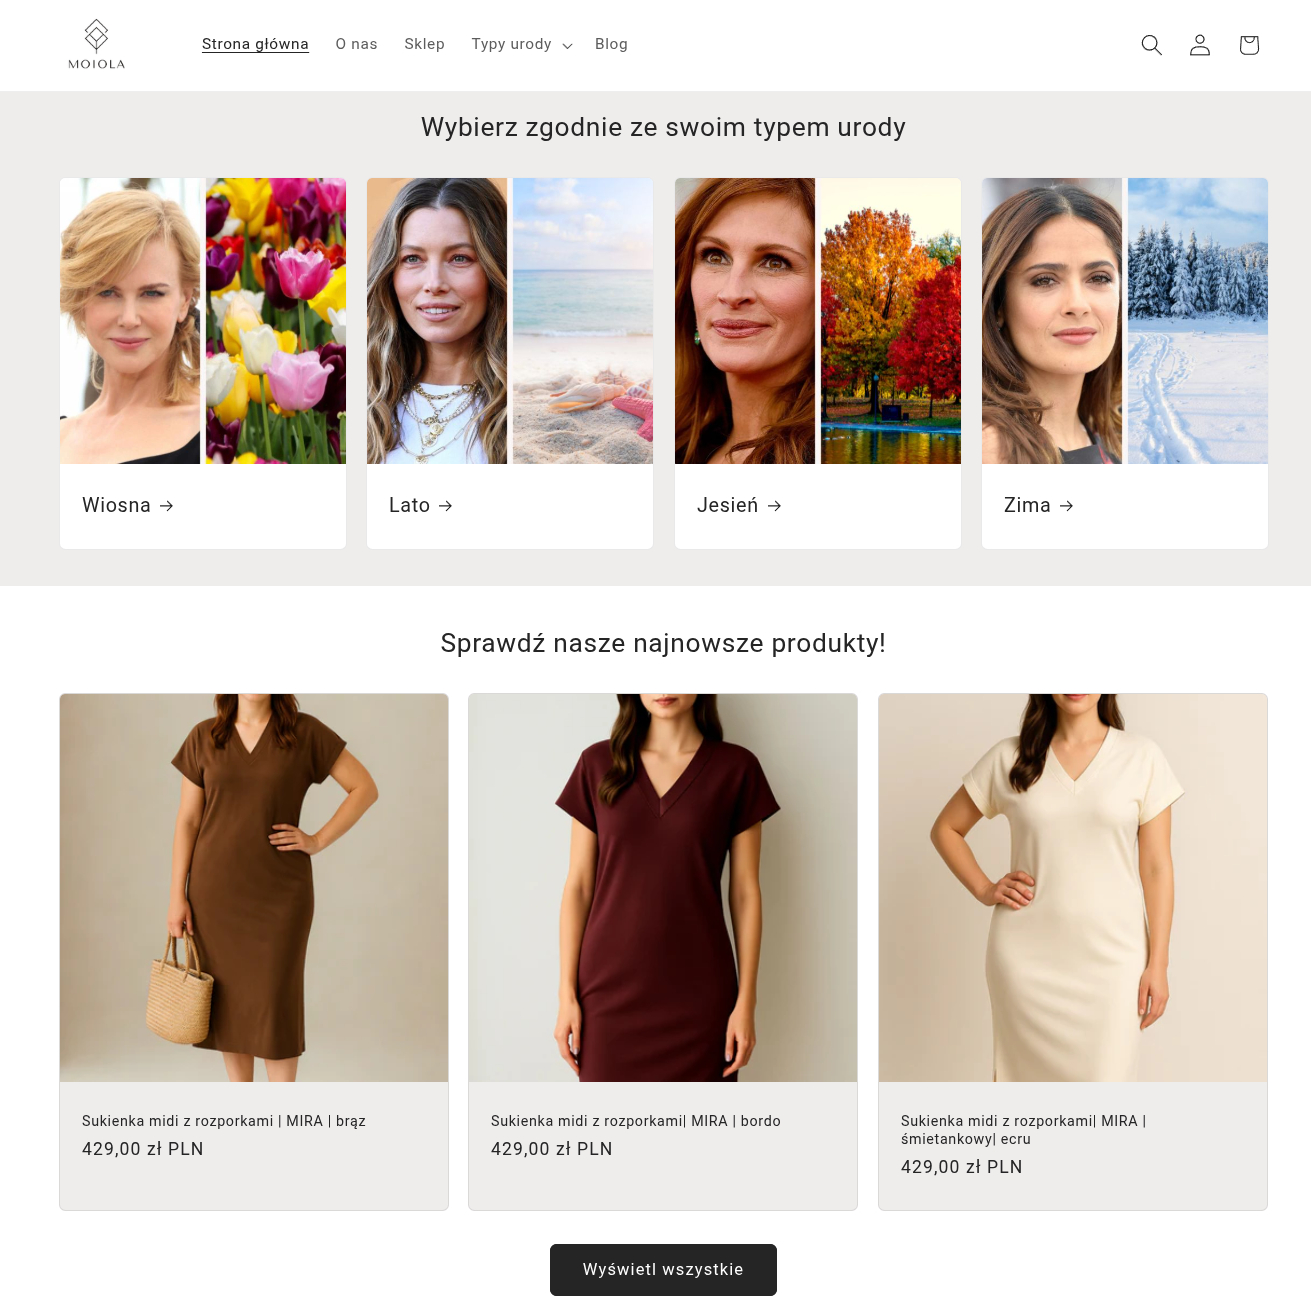 MOIOLA
Strona główna
O nas
Sklep
Typy urody
Blog
Wybierz zgodnie ze swoim typem urody
Wiosna
Lato
Jesień
Zima
Sprawdź nasze najnowsze produkty!
Sukienka midi z rozporkami | MIRA | brąz
429,00 zł PLN
Sukienka midi z rozporkami| MIRA | bordo
429,00 zł PLN
Sukienka midi z rozporkami| MIRA |
śmietankowy| ecru
429,00 zł PLN
Wyświetl wszystkie